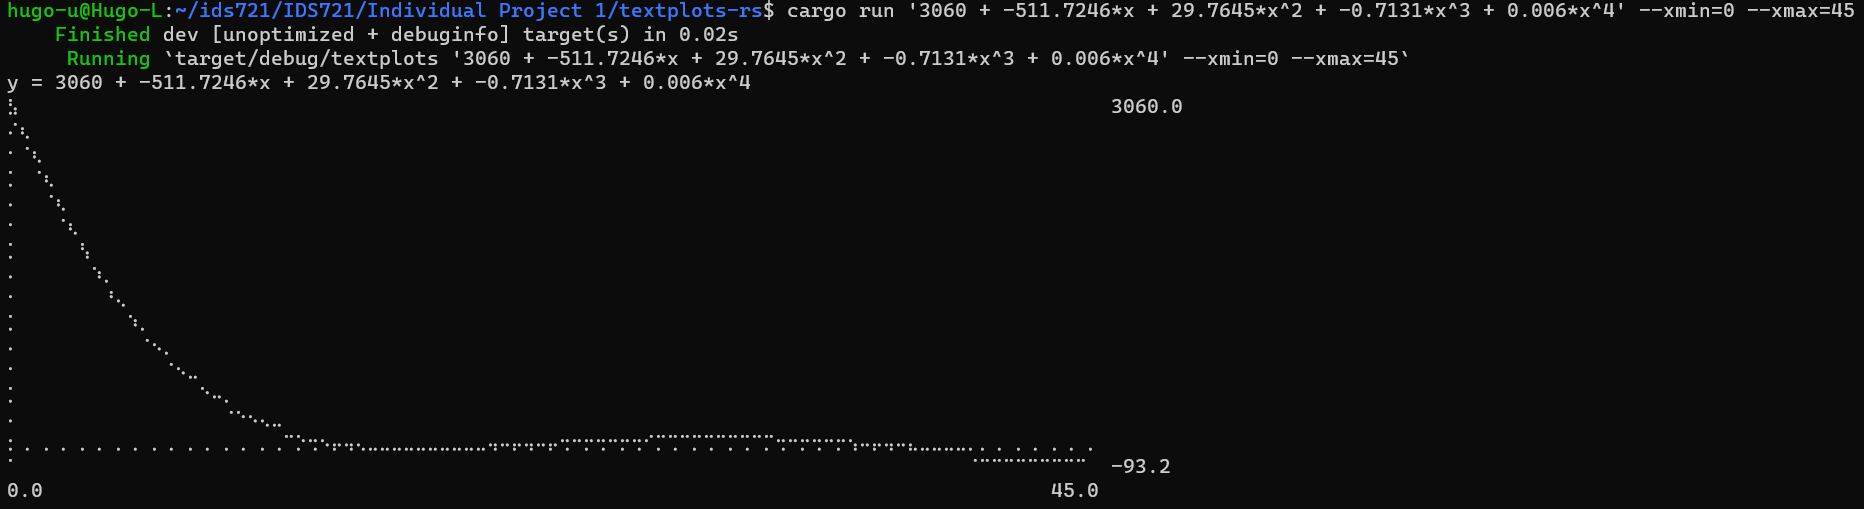 hugo-u@Hugo-L:~/ids721/IDS721/Individual Project 1/textplots-rs$ cargo run '3060 + -511.7246*x + 29.7645*x^2 + -0.7131*x^3 + 0.006*x^4' --xmin=0 --xmax=45
Finished dev [unoptimized + debuginfo] target(s) in 0.02s
Running `target/debug/textplots '3060 + -511.7246*x + 29.7645*x^2 + -0.7131*x^3 + 0.006*x^4' --xmin=0 --xmax=45`
y = 3060 + -511.7246*x + 29.7645*x^2 + -0.7131*x^3 + 0.006*x^4
3060.0
-93.2
0.0 45.0